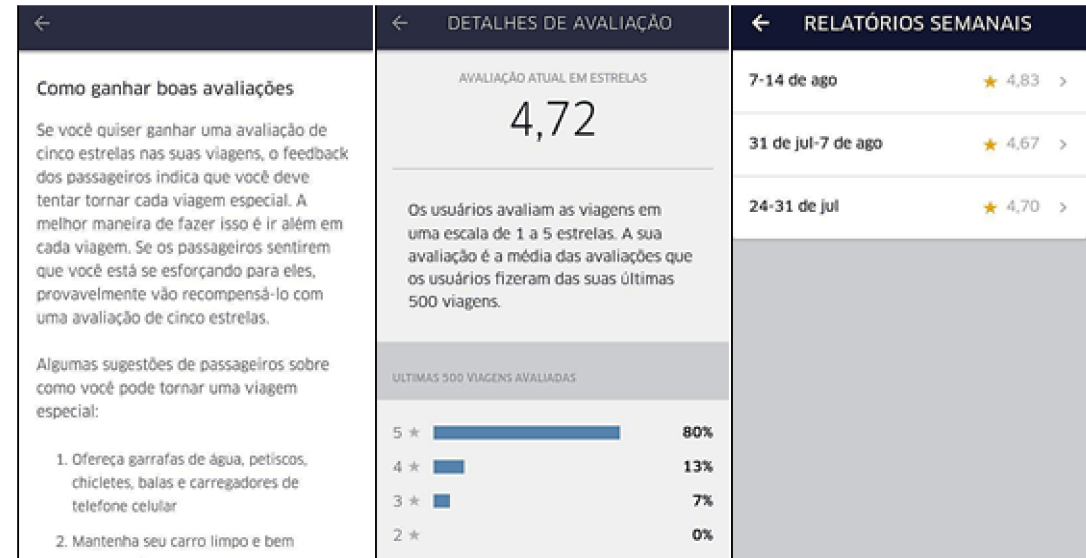 Como ganhar boas avaliações
Se você quiser ganhar uma avaliação de
cinco estrelas nas suas viagens, o feedback
dos passageiros indica que você deve
tentar tornar cada viagem especial. A
melhor maneira de fazer isso é ir além em
cada viagem. Se os passageiros sentirem
que você está se esforçando para eles,
provavelmente vão recompensá-lo com
uma avaliação de cinco estrelas.
Algumas sugestões de passageiros sobre
como você pode tornar uma viagem
especial:
1. Ofereça garrafas de água, petiscos,
chicletes, balas e carregadores de
telefone celular
2. Mantenha seu carro limpo e bem
DETALHES DE AVALIAÇÃO
AVALIAÇÃO ATUAL EM ESTRELAS
4,72
Os usuários avaliam as viagens em
uma escala de 1 a 5 estrelas. A sua
avaliação é a média das avaliações que
os usuários fizeram das suas últimas
500 viagens.
ULTIMAS 500 VIAGENS AVALIADAS
5 ★ 80%
4 ★ 13%
3 ★ 7%
2 ★ 0%
RELATÓRIOS SEMANAIS
7-14 de ago ★ 4,83 >
31 de jul-7 de ago ★ 4,67 >
24-31 de jul ★ 4,70 >